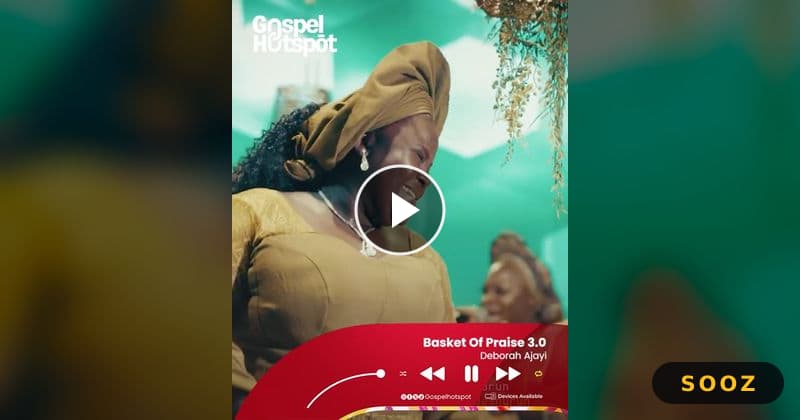 Gospel
Hotspot
Basket Of Praise 3.0
Deborah Ajayi
Gospelhotspot
Devices Available
SOOZ